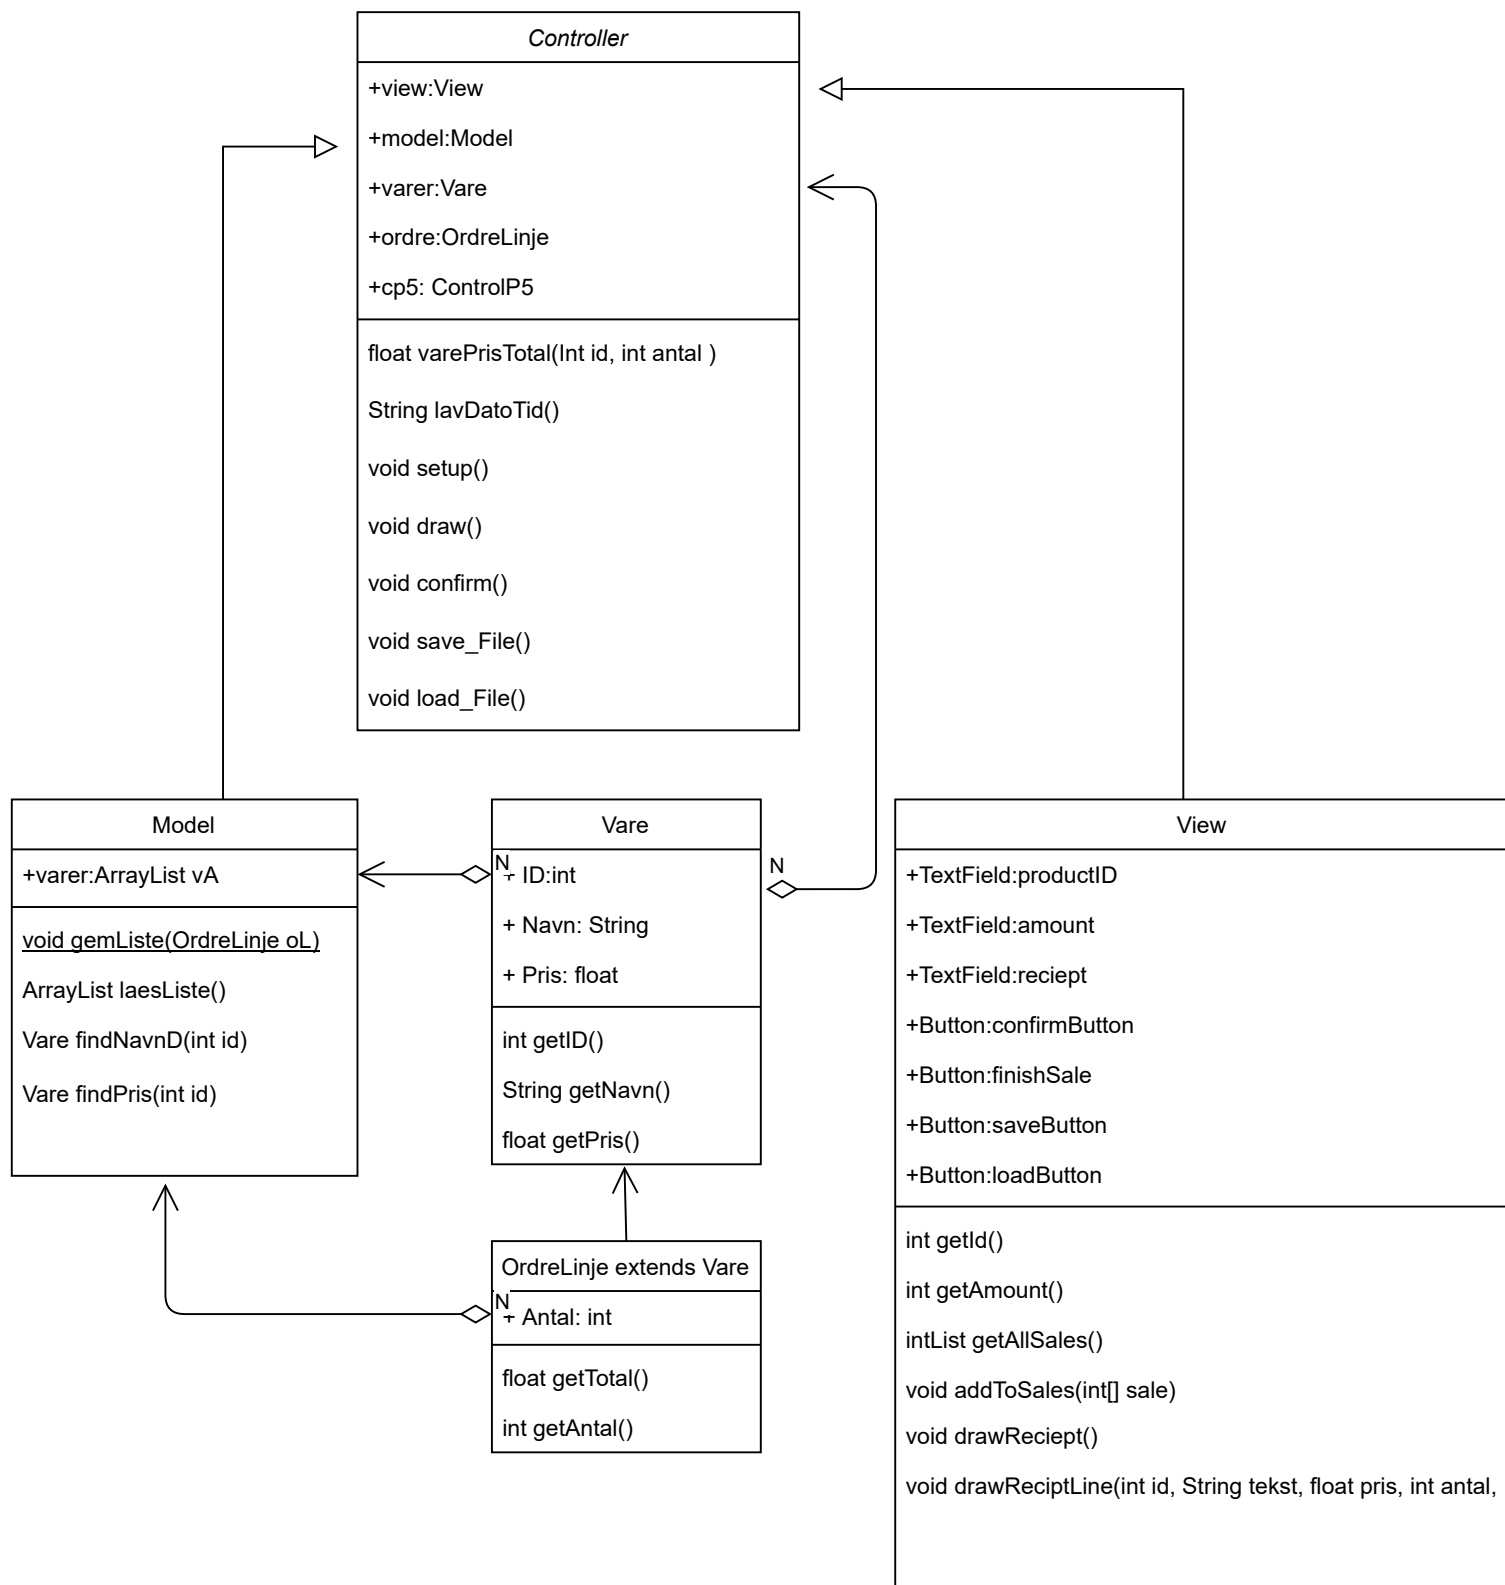 Controller
+view:View
+model:Model
+varer:Vare
+ordre:OrdreLinje
+cp5: ControlP5
float varePrisTotal(Int id, int antal )
String lavDatoTid()
void setup()
void draw()
void confirm()
void save_File()
void load_File()
Model
+varer:ArrayList vA
void gemListe(OrdreLinje oL)
ArrayList laesListe()
Vare findNavnD(int id)
Vare findPris(int id)
Vare
N
+ ID:int
+ Navn: String
+ Pris: float
int getID()
String getNavn()
float getPris()
N
OrdreLinje extends Vare
N
+ Antal: int
float getTotal()
int getAntal()
View
+TextField:productID
+TextField:amount
+TextField:reciept
+Button:confirmButton
+Button:finishSale
+Button:saveButton
+Button:loadButton
int getId()
int getAmount()
intList getAllSales()
void addToSales(int[] sale)
void drawReciept()
void drawReciptLine(int id, String tekst, float pris, int antal,